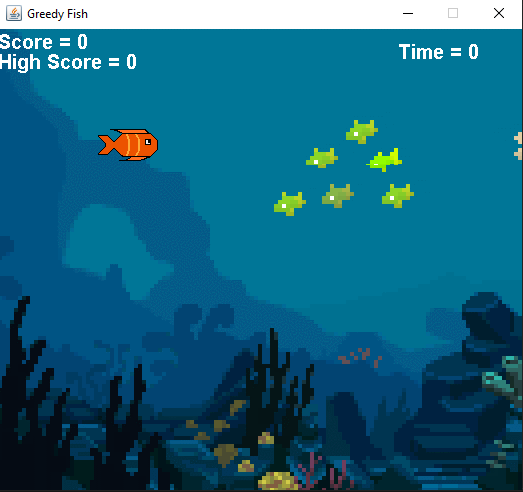 Greedy Fish
Score = 0
High Score = 0
Time = 0